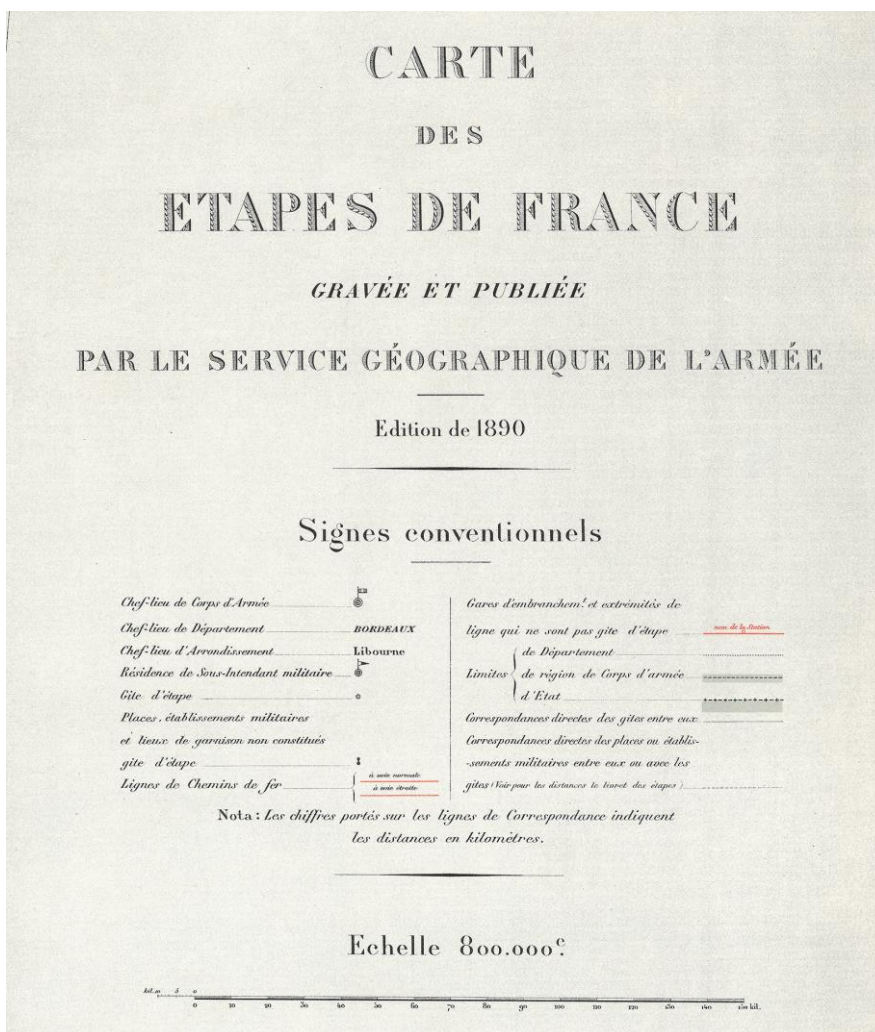 CARTE
DES
ETAPES DE FRANCE
GRAVÉE ET PUBLIÉE
PAR LE SERVICE GÉOGRAPHIQUE DE L'ARMÉE
Edition de 1890
Signes conventionnels
Chef-lieu de Corps d'Armée
Chef-lieu de Département BORDEAUX
Chef-lieu d'Arrondissement Libourne
Résidence de Sous-Intendant militaire
Gîte d'étape
Places, établissements militaires
et lieux de garnison non constitués
gîte d'étape
Lignes de Chemins de fer à voie normale
à voie étroite
Gares d'embranchem.t et extrémités de
ligne qui ne sont pas gîte d'étape nom de la Station
Limites de Département
de région de Corps d'armée
d'Etat
Correspondances directes des gîtes entre eux
Correspondances directes des places ou établis-
-sements militaires entre eux ou avec les
gîtes (Voir pour les distances le livret des étapes)
Nota : Les chiffres portés sur les lignes de Correspondance indiquent
les distances en kilomètres.
Echelle 800.000e.
kil. 10 5 0
0 10 20 30 40 50 60 70 80 90 100 110 120 130 140 150 kil.